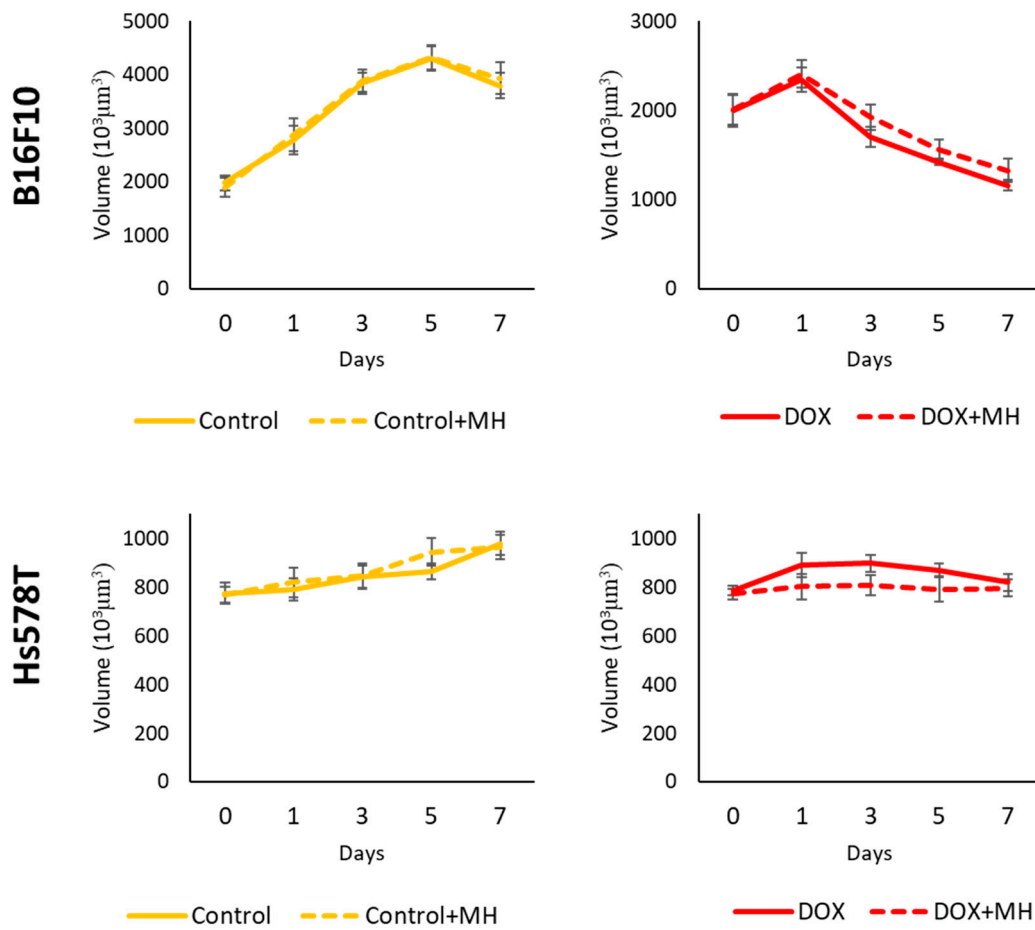 B16F10
Volume (10³µm³)
5000
4000
3000
2000
1000
0
0 1 3 5 7
Days
Control Control+MH
Volume (10³µm³)
3000
2000
1000
0
0 1 3 5 7
Days
DOX DOX+MH
Hs578T
Volume (10³µm³)
1000
800
600
400
200
0
0 1 3 5 7
Days
Control Control+MH
Volume (10³µm³)
1000
800
600
400
200
0
0 1 3 5 7
Days
DOX DOX+MH